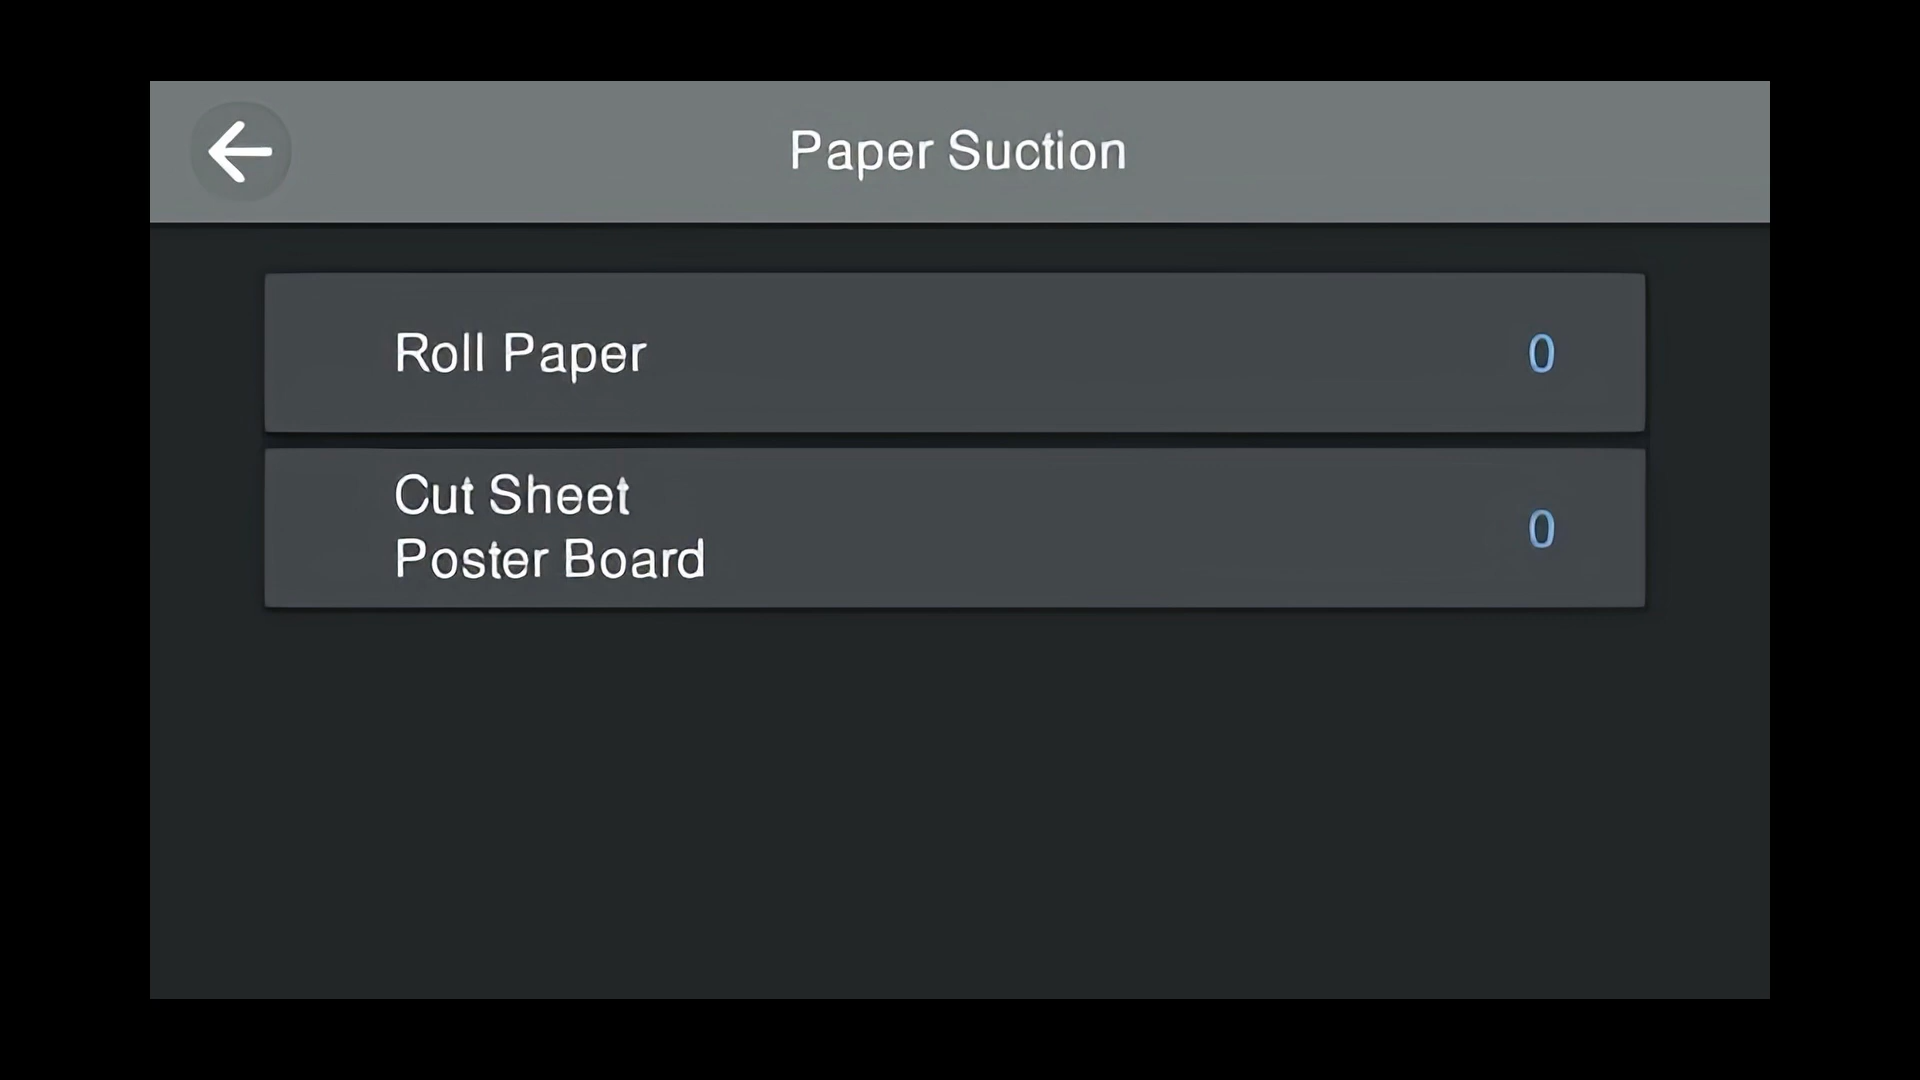 Paper Suction
Roll Paper
0
Cut Sheet
Poster Board
0